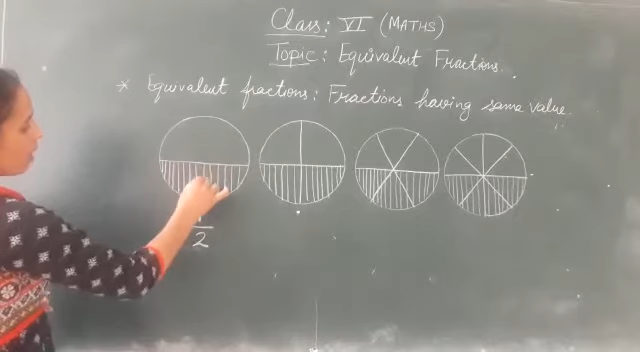 Class: VI (MATHS)
Topic: Equivalent Fractions.
* Equivalent fractions: Fractions having same value.
1
2